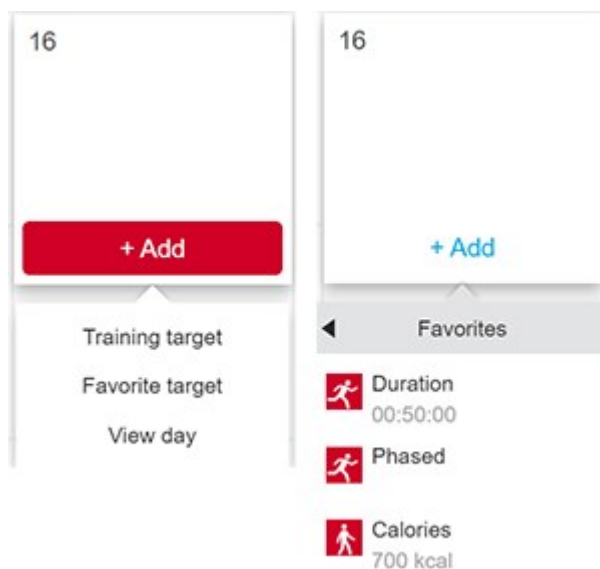 16
+ Add
Training target
Favorite target
View day
16
+ Add
Favorites
Duration
00:50:00
Phased
Calories
700 kcal